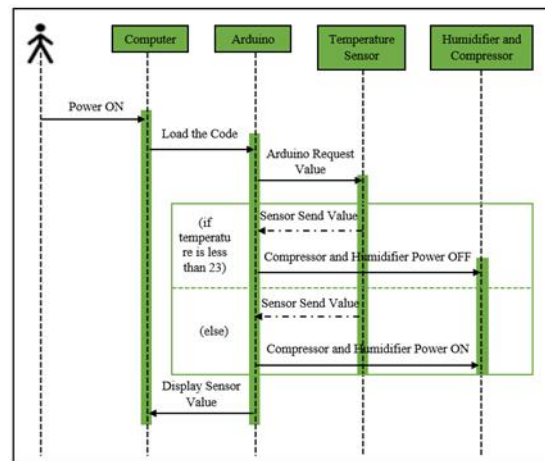 Computer
Arduino
Temperature
Sensor
Humidifier and
Compressor
Power ON
Load the Code
Arduino Request
Value
(if
temperatu
re is less
than 23)
Sensor Send Value
Compressor and Humidifier Power OFF
Sensor Send Value
(else)
Compressor and Humidifier Power ON
Display Sensor
Value